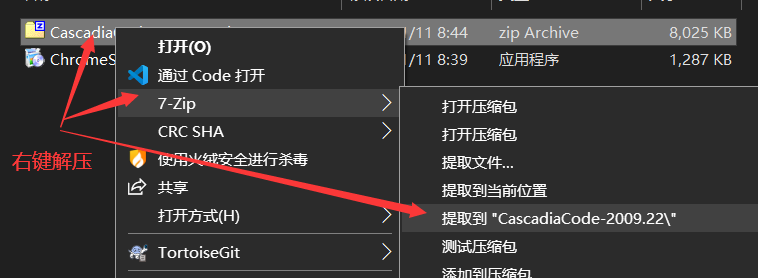 Cascadia
/11 8:44
zip Archive
8,025 KB
ChromeS
/11 8:39
应用程序
1,287 KB
打开(O)
通过 Code 打开
7-Zip
CRC SHA
使用火绒安全进行杀毒
共享
打开方式(H)
TortoiseGit
右键解压
打开压缩包
打开压缩包
提取文件...
提取到当前位置
提取到 "CascadiaCode-2009.22\"
测试压缩包
添加到压缩包